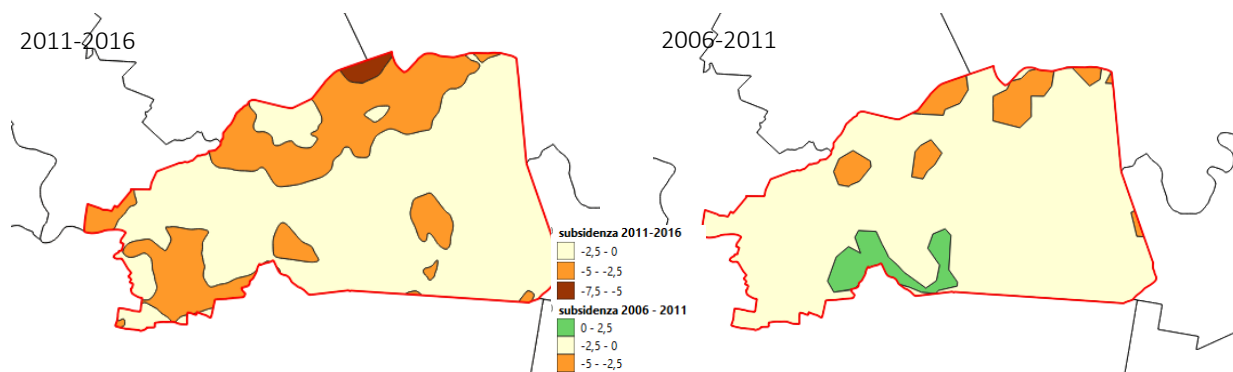 2011-2016
2006-2011
subsidenza 2011-2016
-2,5 - 0
-5 - -2,5
-7,5 - -5
subsidenza 2006 - 2011
0 - 2,5
-2,5 - 0
-5 - -2,5